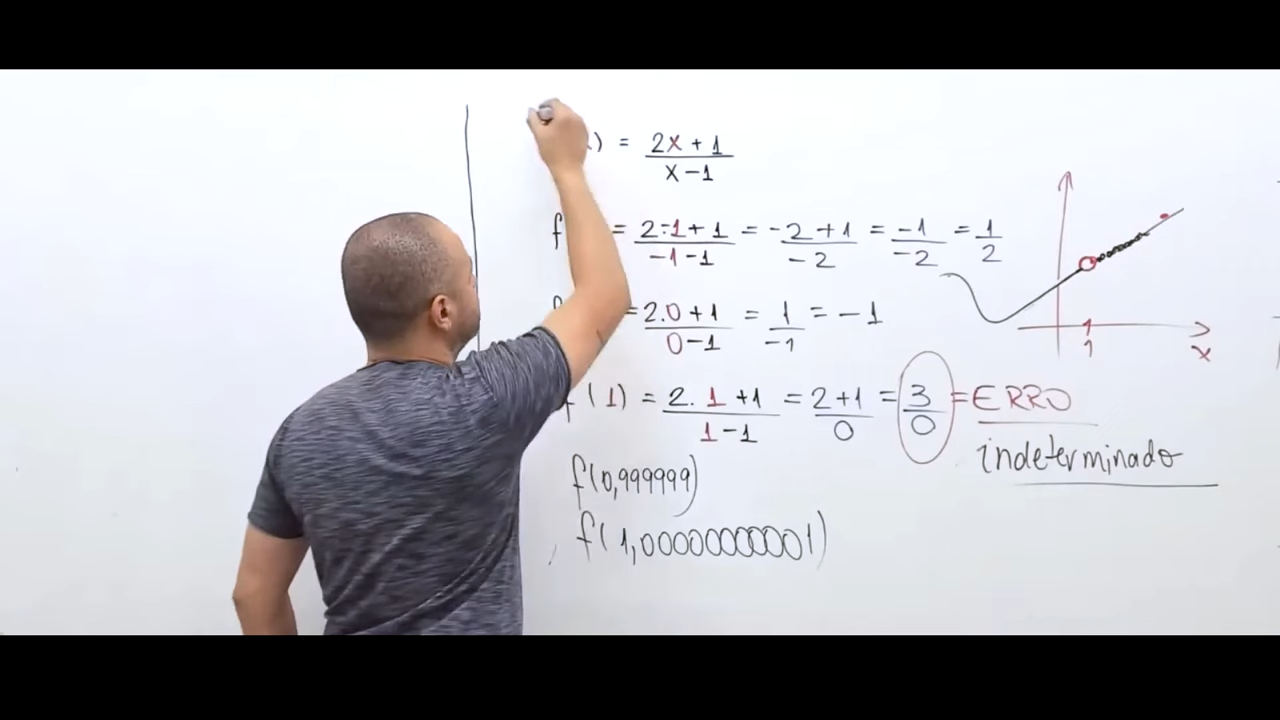 ) = 2x + 1 / x - 1
f = 2 · -1 + 1 / -1 - 1 = -2 + 1 / -2 = -1 / -2 = 1 / 2
= 2.0 + 1 / 0 - 1 = 1 / -1 = -1
f(1) = 2. 1 + 1 / 1 - 1 = 2 + 1 / 0 = 3 / 0 = ERRO
indeterminado
f(0,999999)
f(1,00000000001)
1
x